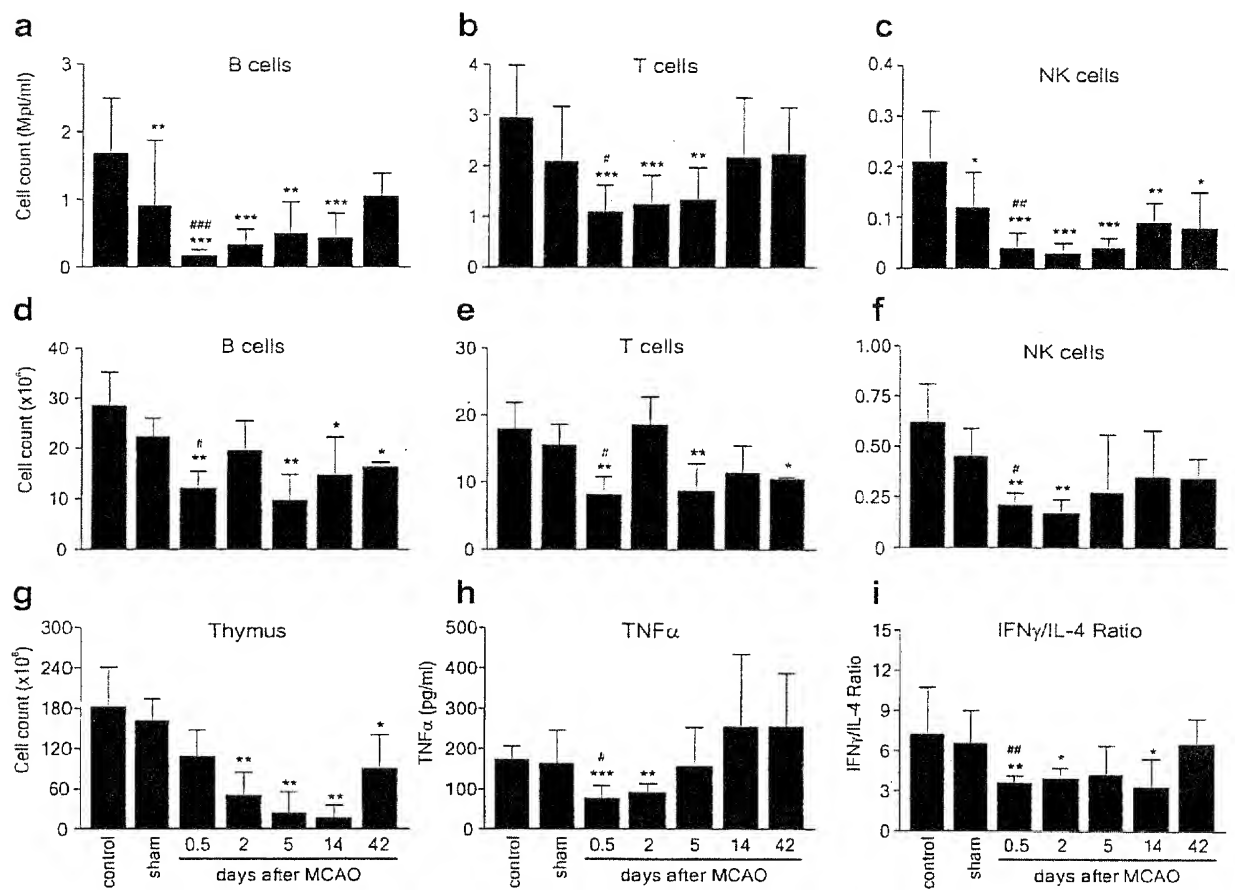 a
B cells
Cell count (Mpt/ml)
3
2
1
0
**
###
***
***
**
***
b
T cells
4
3
2
1
0
#
***
***
**
c
NK cells
0.4
0.3
0.2
0.1
0
*
##
***
***
***
**
*
d
B cells
Cell count (x10⁶)
40
30
20
10
0
#
**
**
*
*
e
T cells
30
20
10
0
#
**
**
*
f
NK cells
1.00
0.75
0.50
0.25
0
#
**
**
g
Thymus
Cell count (x10⁶)
300
240
180
120
60
0
**
**
**
*
control
sham
0.5 2 5 14 42
days after MCAO
h
TNFα
TNFα (pg/ml)
500
400
300
200
100
0
#
***
**
control
sham
0.5 2 5 14 42
days after MCAO
i
IFNγ/IL-4 Ratio
IFNγ/IL-4 Ratio
15
12
9
6
3
0
##
**
*
*
control
sham
0.5 2 5 14 42
days after MCAO